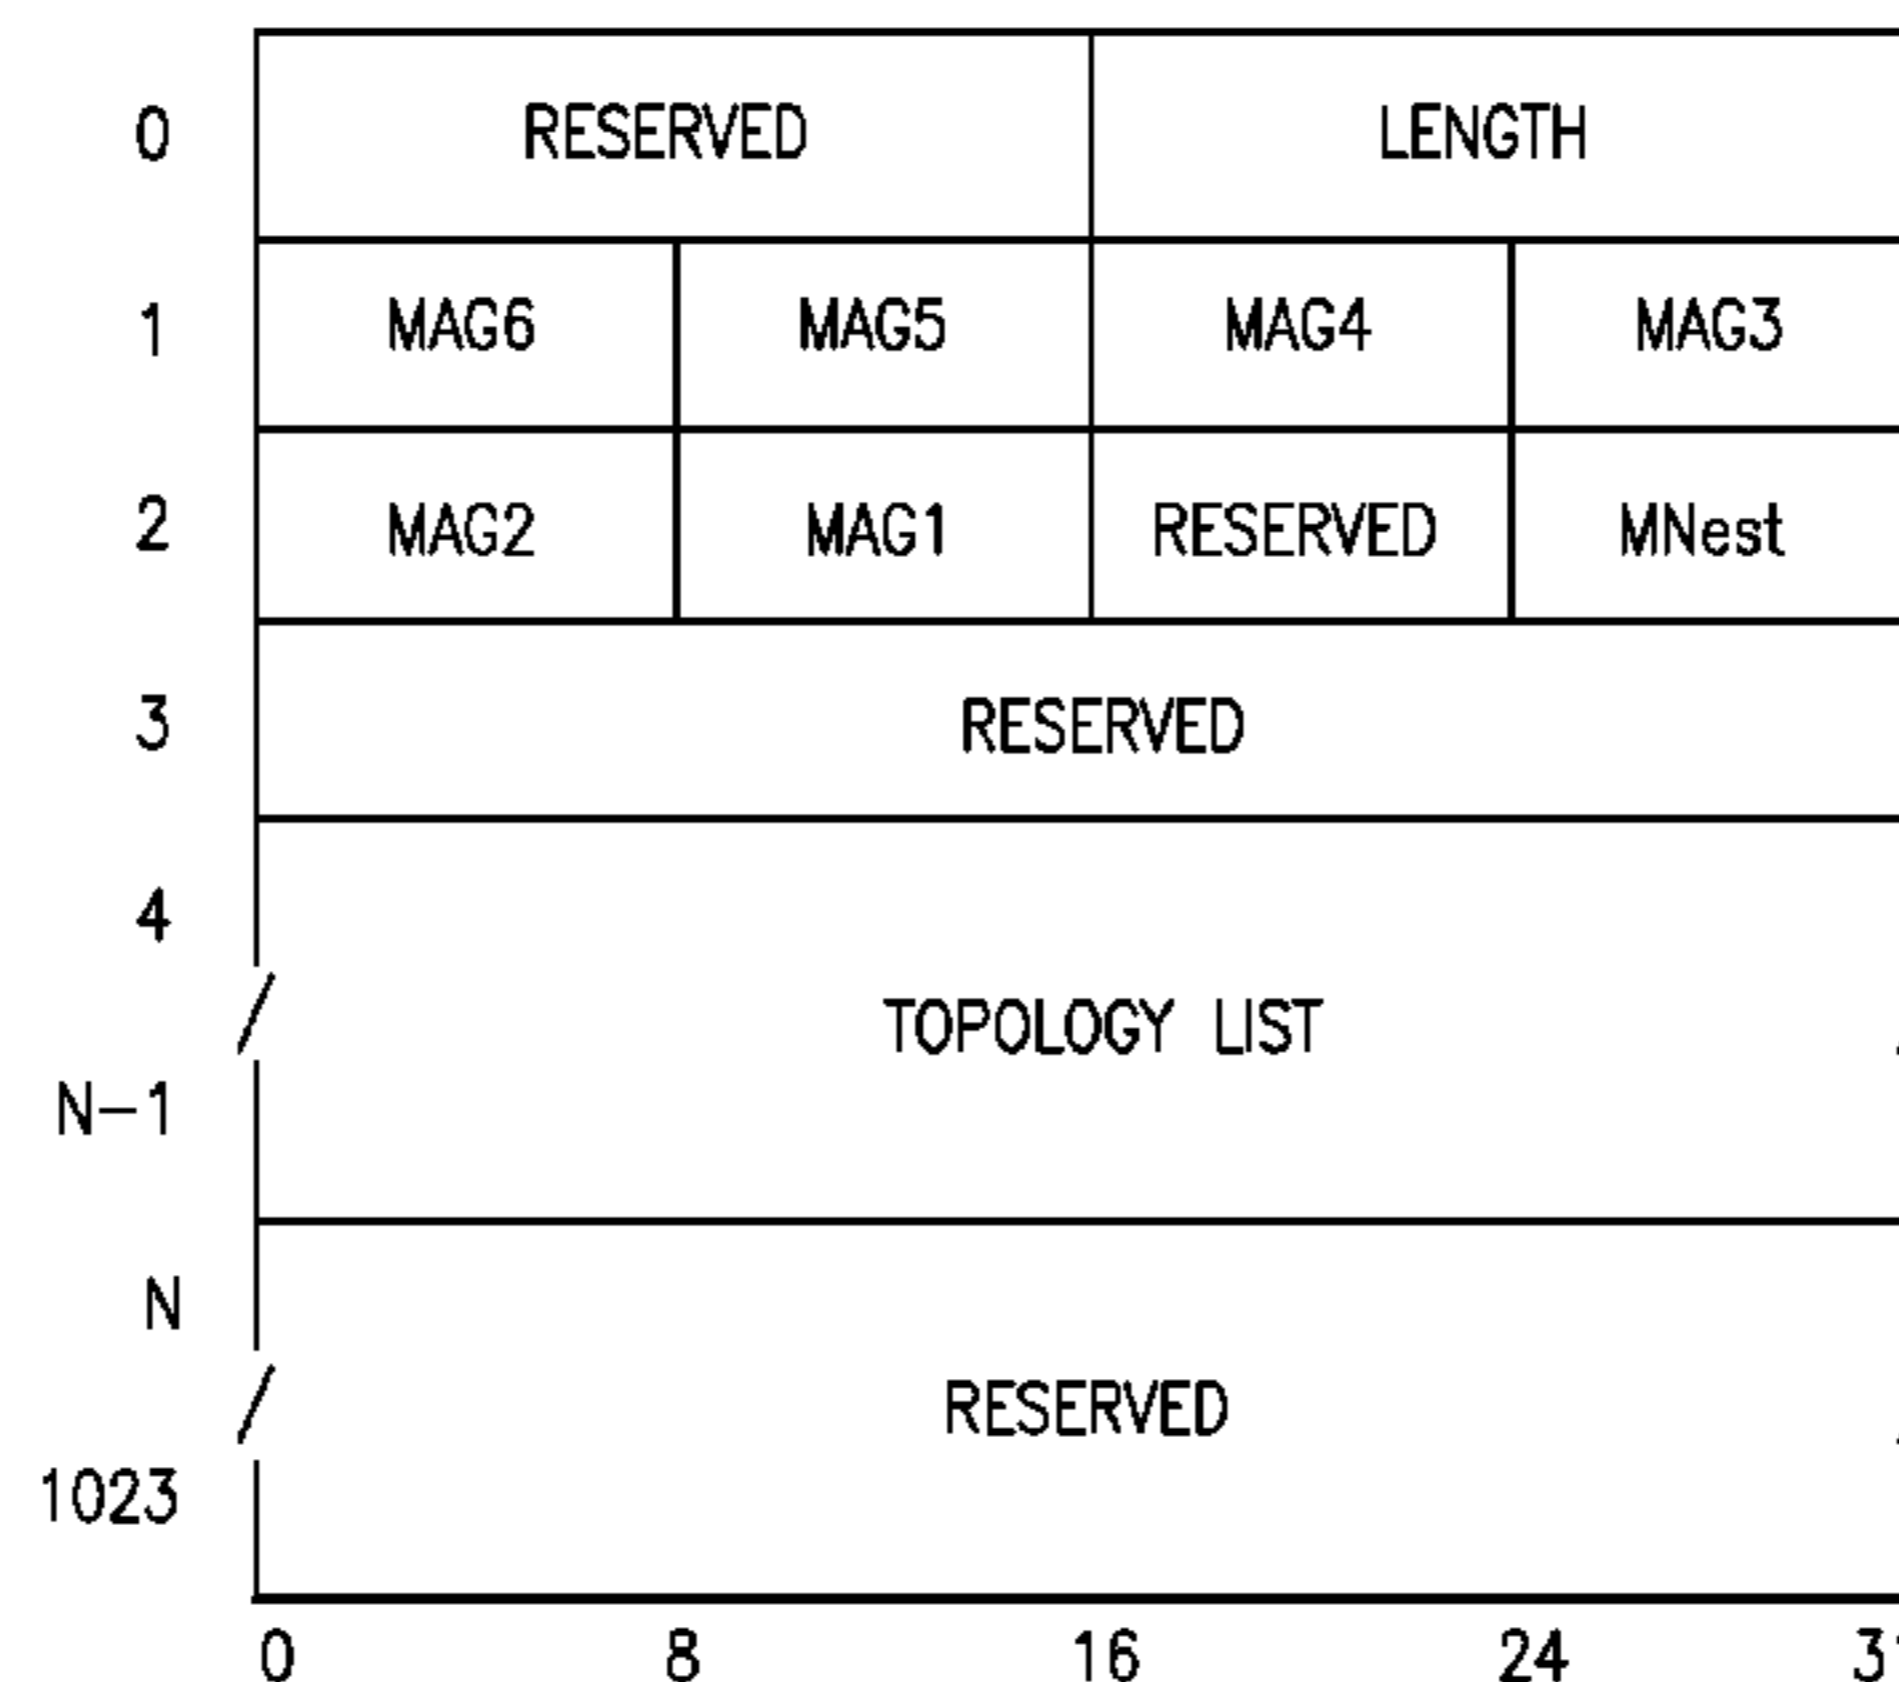 0 RESERVED LENGTH
1 MAG6 MAG5 MAG4 MAG3
2 MAG2 MAG1 RESERVED MNest
3 RESERVED
4
TOPOLOGY LIST
N-1
N
RESERVED
1023
0 8 16 24